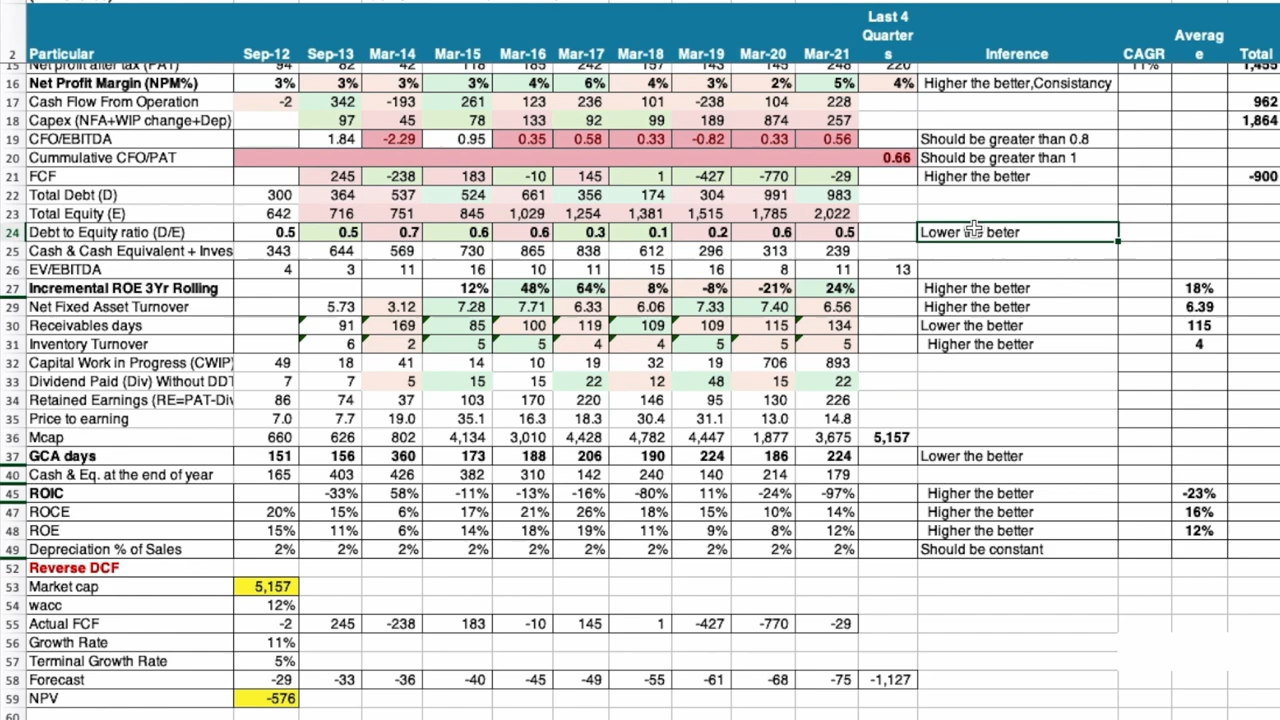 Last 4
Quarter Averag
2 Particular Sep-12 Sep-13 Mar-14 Mar-15 Mar-16 Mar-17 Mar-18 Mar-19 Mar-20 Mar-21 s Inference CAGR e Total
15 Net profit after tax (PAT) 94 82 42 118 185 242 157 143 145 248 220 11% 1,455
16 Net Profit Margin (NPM%) 3% 3% 3% 3% 4% 6% 4% 3% 2% 5% 4% Higher the better,Consistancy
17 Cash Flow From Operation -2 342 -193 261 123 236 101 -238 104 228 962
18 Capex (NFA+WIP change+Dep) 97 45 78 133 92 99 189 874 257 1,864
19 CFO/EBITDA 1.84 -2.29 0.95 0.35 0.58 0.33 -0.82 0.33 0.56 Should be greater than 0.8
20 Cummulative CFO/PAT 0.66 Should be greater than 1
21 FCF 245 -238 183 -10 145 1 -427 -770 -29 Higher the better -900
22 Total Debt (D) 300 364 537 524 661 356 174 304 991 983
23 Total Equity (E) 642 716 751 845 1,029 1,254 1,381 1,515 1,785 2,022
24 Debt to Equity ratio (D/E) 0.5 0.5 0.7 0.6 0.6 0.3 0.1 0.2 0.6 0.5 Lower beter
25 Cash & Cash Equivalent + Inves 343 644 569 730 865 838 612 296 313 239
26 EV/EBITDA 4 3 11 16 10 11 15 16 8 11 13
27 Incremental ROE 3Yr Rolling 12% 48% 64% 8% -8% -21% 24% Higher the better 18%
29 Net Fixed Asset Turnover 5.73 3.12 7.28 7.71 6.33 6.06 7.33 7.40 6.56 Higher the better 6.39
30 Receivables days 91 169 85 100 119 109 109 115 134 Lower the better 115
31 Inventory Turnover 6 2 5 5 4 4 5 5 5 Higher the better 4
32 Capital Work in Progress (CWIP) 49 18 41 14 10 19 32 19 706 893
33 Dividend Paid (Div) Without DDT 7 7 5 15 15 22 12 48 15 22
34 Retained Earnings (RE=PAT-Div 86 74 37 103 170 220 146 95 130 226
35 Price to earning 7.0 7.7 19.0 35.1 16.3 18.3 30.4 31.1 13.0 14.8
36 Mcap 660 626 802 4,134 3,010 4,428 4,782 4,447 1,877 3,675 5,157
37 GCA days 151 156 360 173 188 206 190 224 186 224 Lower the better
40 Cash & Eq. at the end of year 165 403 426 382 310 142 240 140 214 179
45 ROIC -33% 58% -11% -13% -16% -80% 11% -24% -97% Higher the better -23%
47 ROCE 20% 15% 6% 17% 21% 26% 18% 15% 10% 14% Higher the better 16%
48 ROE 15% 11% 6% 14% 18% 19% 11% 9% 8% 12% Higher the better 12%
49 Depreciation % of Sales 2% 2% 2% 2% 2% 2% 2% 2% 2% 2% Should be constant
52 Reverse DCF
53 Market cap 5,157
54 wacc 12%
55 Actual FCF -2 245 -238 183 -10 145 1 -427 -770 -29
56 Growth Rate 11%
57 Terminal Growth Rate 5%
58 Forecast -29 -33 -36 -40 -45 -49 -55 -61 -68 -75 -1,127
59 NPV -576
60